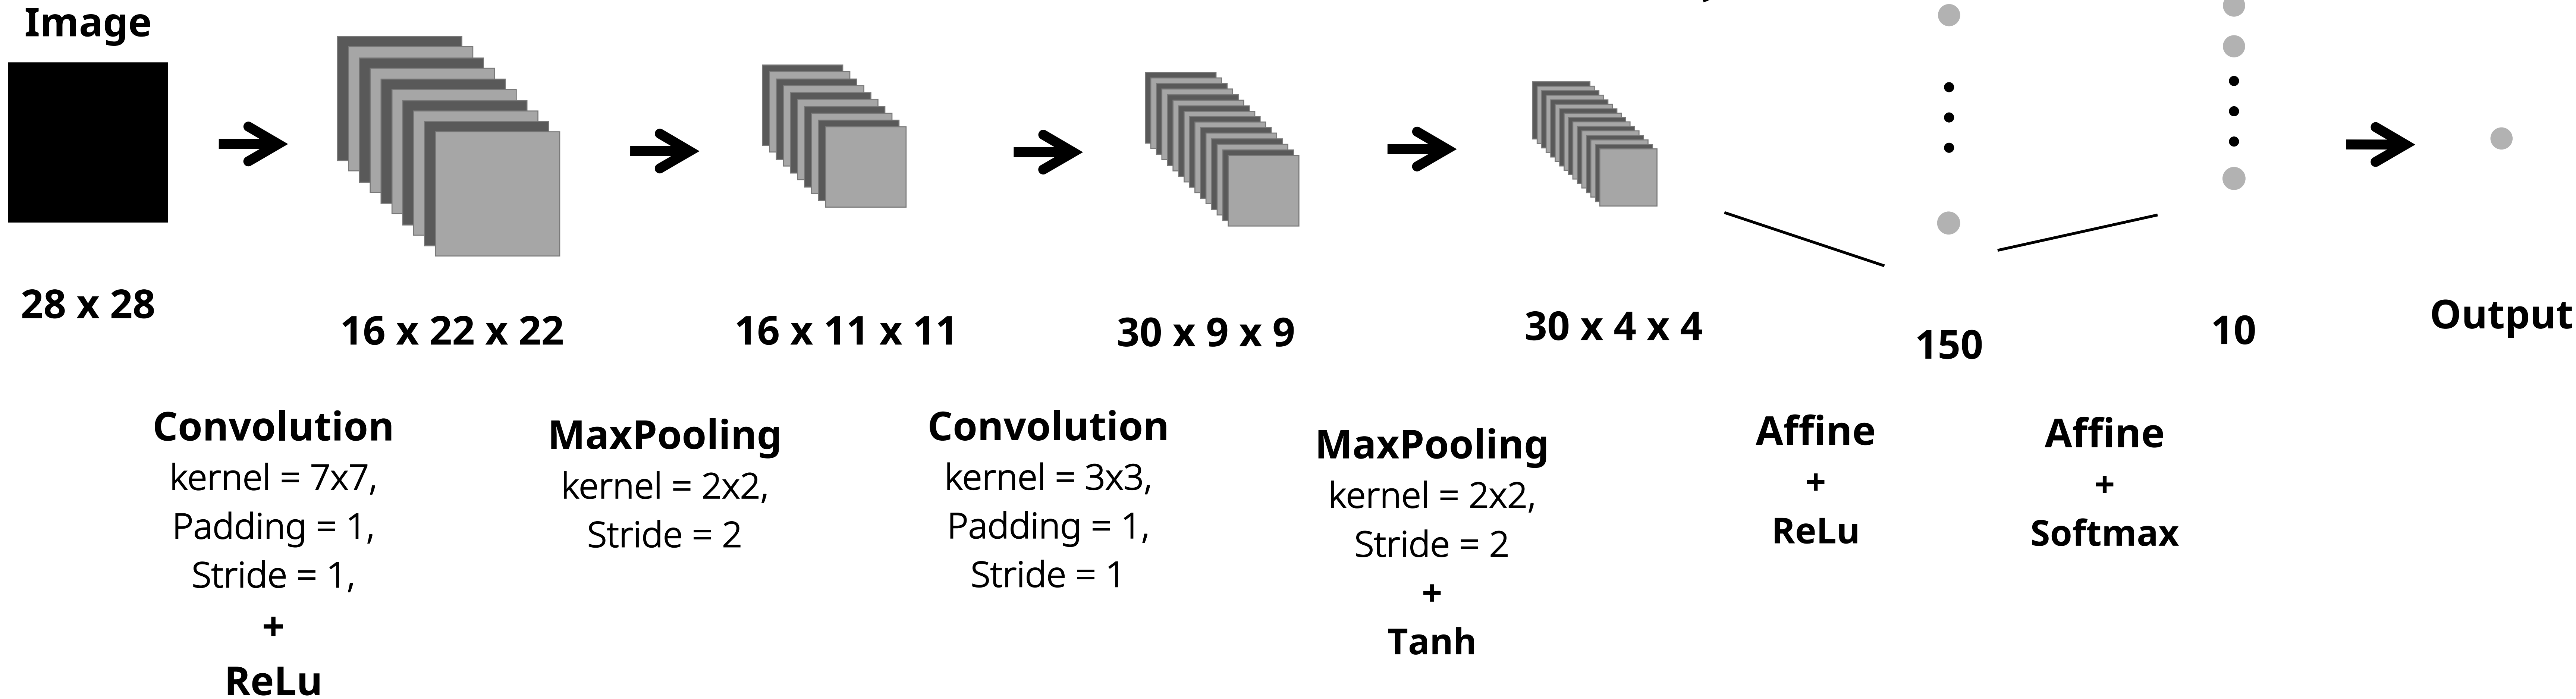 Image
28 x 28
16 x 22 x 22
16 x 11 x 11
30 x 9 x 9
30 x 4 x 4
150
10
Output
Convolution
kernel = 7x7,
Padding = 1,
Stride = 1,
+
ReLu
MaxPooling
kernel = 2x2,
Stride = 2
Convolution
kernel = 3x3,
Padding = 1,
Stride = 1
MaxPooling
kernel = 2x2,
Stride = 2
+
Tanh
Affine
+
ReLu
Affine
+
Softmax